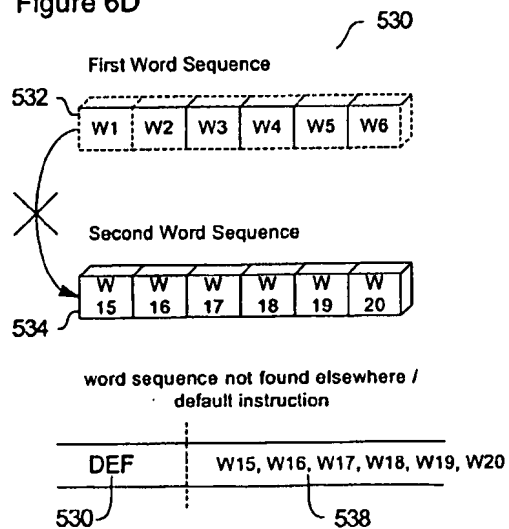 Figure 6D
530
First Word Sequence
532
W1 W2 W3 W4 W5 W6
Second Word Sequence
W 15 W 16 W 17 W 18 W 19 W 20
534
word sequence not found elsewhere /
default instruction
DEF W15, W16, W17, W18, W19, W20
530 538